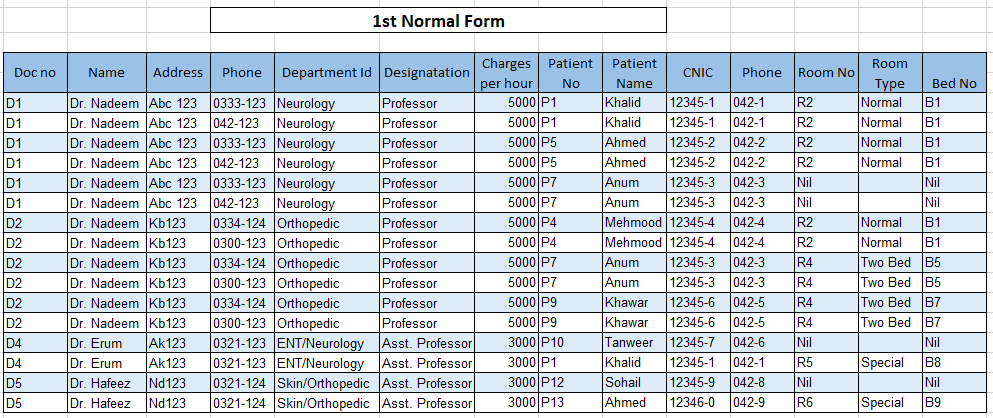 1st Normal Form
Doc no Name Address Phone Department Id Designatation Charges per hour Patient No Patient Name CNIC Phone Room No Room Type Bed No
D1 Dr. Nadeem Abc 123 0333-123 Neurology Professor 5000 P1 Khalid 12345-1 042-1 R2 Normal B1
D1 Dr. Nadeem Abc 123 042-123 Neurology Professor 5000 P1 Khalid 12345-1 042-1 R2 Normal B1
D1 Dr. Nadeem Abc 123 0333-123 Neurology Professor 5000 P5 Ahmed 12345-2 042-2 R2 Normal B1
D1 Dr. Nadeem Abc 123 042-123 Neurology Professor 5000 P5 Ahmed 12345-2 042-2 R2 Normal B1
D1 Dr. Nadeem Abc 123 0333-123 Neurology Professor 5000 P7 Anum 12345-3 042-3 Nil Nil
D1 Dr. Nadeem Abc 123 042-123 Neurology Professor 5000 P7 Anum 12345-3 042-3 Nil Nil
D2 Dr. Nadeem Kb123 0334-124 Orthopedic Professor 5000 P4 Mehmood 12345-4 042-4 R2 Normal B1
D2 Dr. Nadeem Kb123 0300-123 Orthopedic Professor 5000 P4 Mehmood 12345-4 042-4 R2 Normal B1
D2 Dr. Nadeem Kb123 0334-124 Orthopedic Professor 5000 P7 Anum 12345-3 042-3 R4 Two Bed B5
D2 Dr. Nadeem Kb123 0300-123 Orthopedic Professor 5000 P7 Anum 12345-3 042-3 R4 Two Bed B5
D2 Dr. Nadeem Kb123 0334-124 Orthopedic Professor 5000 P9 Khawar 12345-6 042-5 R4 Two Bed B7
D2 Dr. Nadeem Kb123 0300-123 Orthopedic Professor 5000 P9 Khawar 12345-6 042-5 R4 Two Bed B7
D4 Dr. Erum Ak123 0321-123 ENT/Neurology Asst. Professor 3000 P10 Tanweer 12345-7 042-6 Nil Nil
D4 Dr. Erum Ak123 0321-123 ENT/Neurology Asst. Professor 3000 P1 Khalid 12345-1 042-1 R5 Special B8
D5 Dr. Hafeez Nd123 0321-124 Skin/Orthopedic Asst. Professor 3000 P12 Sohail 12345-9 042-8 Nil Nil
D5 Dr. Hafeez Nd123 0321-124 Skin/Orthopedic Asst. Professor 3000 P13 Ahmed 12346-0 042-9 R6 Special B9